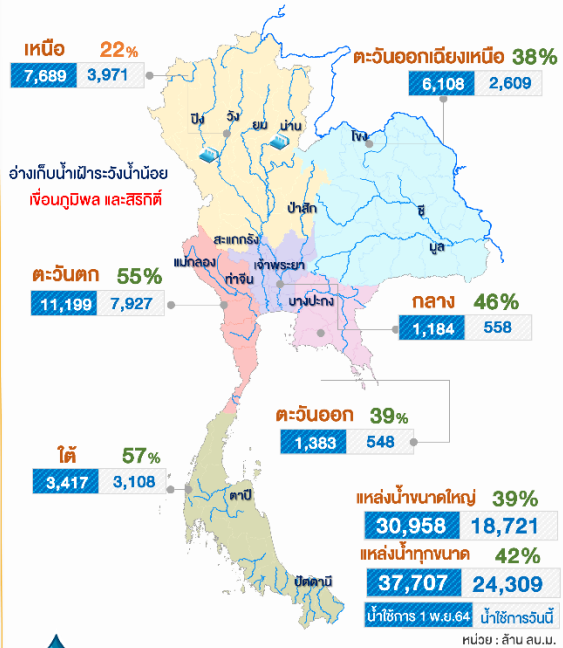 เหนือ 22%
7,689 3,971
ตะวันออกเฉียงเหนือ 38%
6,108 2,609
ปิง
วัง
ยม
น่าน
โขง
อ่างเก็บน้ำเฝ้าระวังน้ำน้อย
เขื่อนภูมิพล และสิริกิติ์
ป่าสัก
ชี
มูล
สะแกกรัง
แม่กลอง
ท่าจีน
เจ้าพระยา
บางปะกง
ตะวันตก 55%
11,199 7,927
กลาง 46%
1,184 558
ตะวันออก 39%
1,383 548
ใต้ 57%
3,417 3,108
ตาปี
ปัตตานี
แหล่งน้ำขนาดใหญ่ 39%
30,958 18,721
แหล่งน้ำทุกขนาด 42%
37,707 24,309
น้ำใช้การ 1 พ.ย.64 น้ำใช้การวันนี้
หน่วย : ล้าน ลบ.ม.